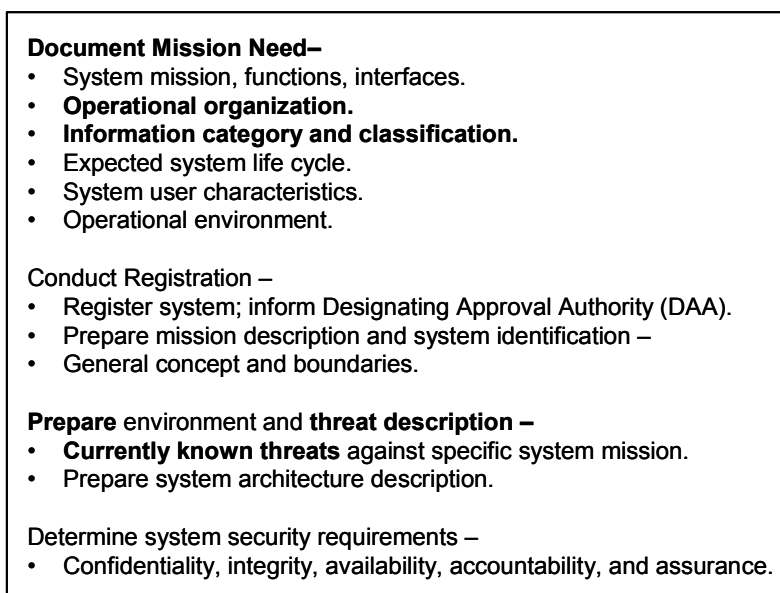 Document Mission Need–
• System mission, functions, interfaces.
• Operational organization.
• Information category and classification.
• Expected system life cycle.
• System user characteristics.
• Operational environment.
Conduct Registration –
• Register system; inform Designating Approval Authority (DAA).
• Prepare mission description and system identification –
• General concept and boundaries.
Prepare environment and threat description –
• Currently known threats against specific system mission.
• Prepare system architecture description.
Determine system security requirements –
• Confidentiality, integrity, availability, accountability, and assurance.